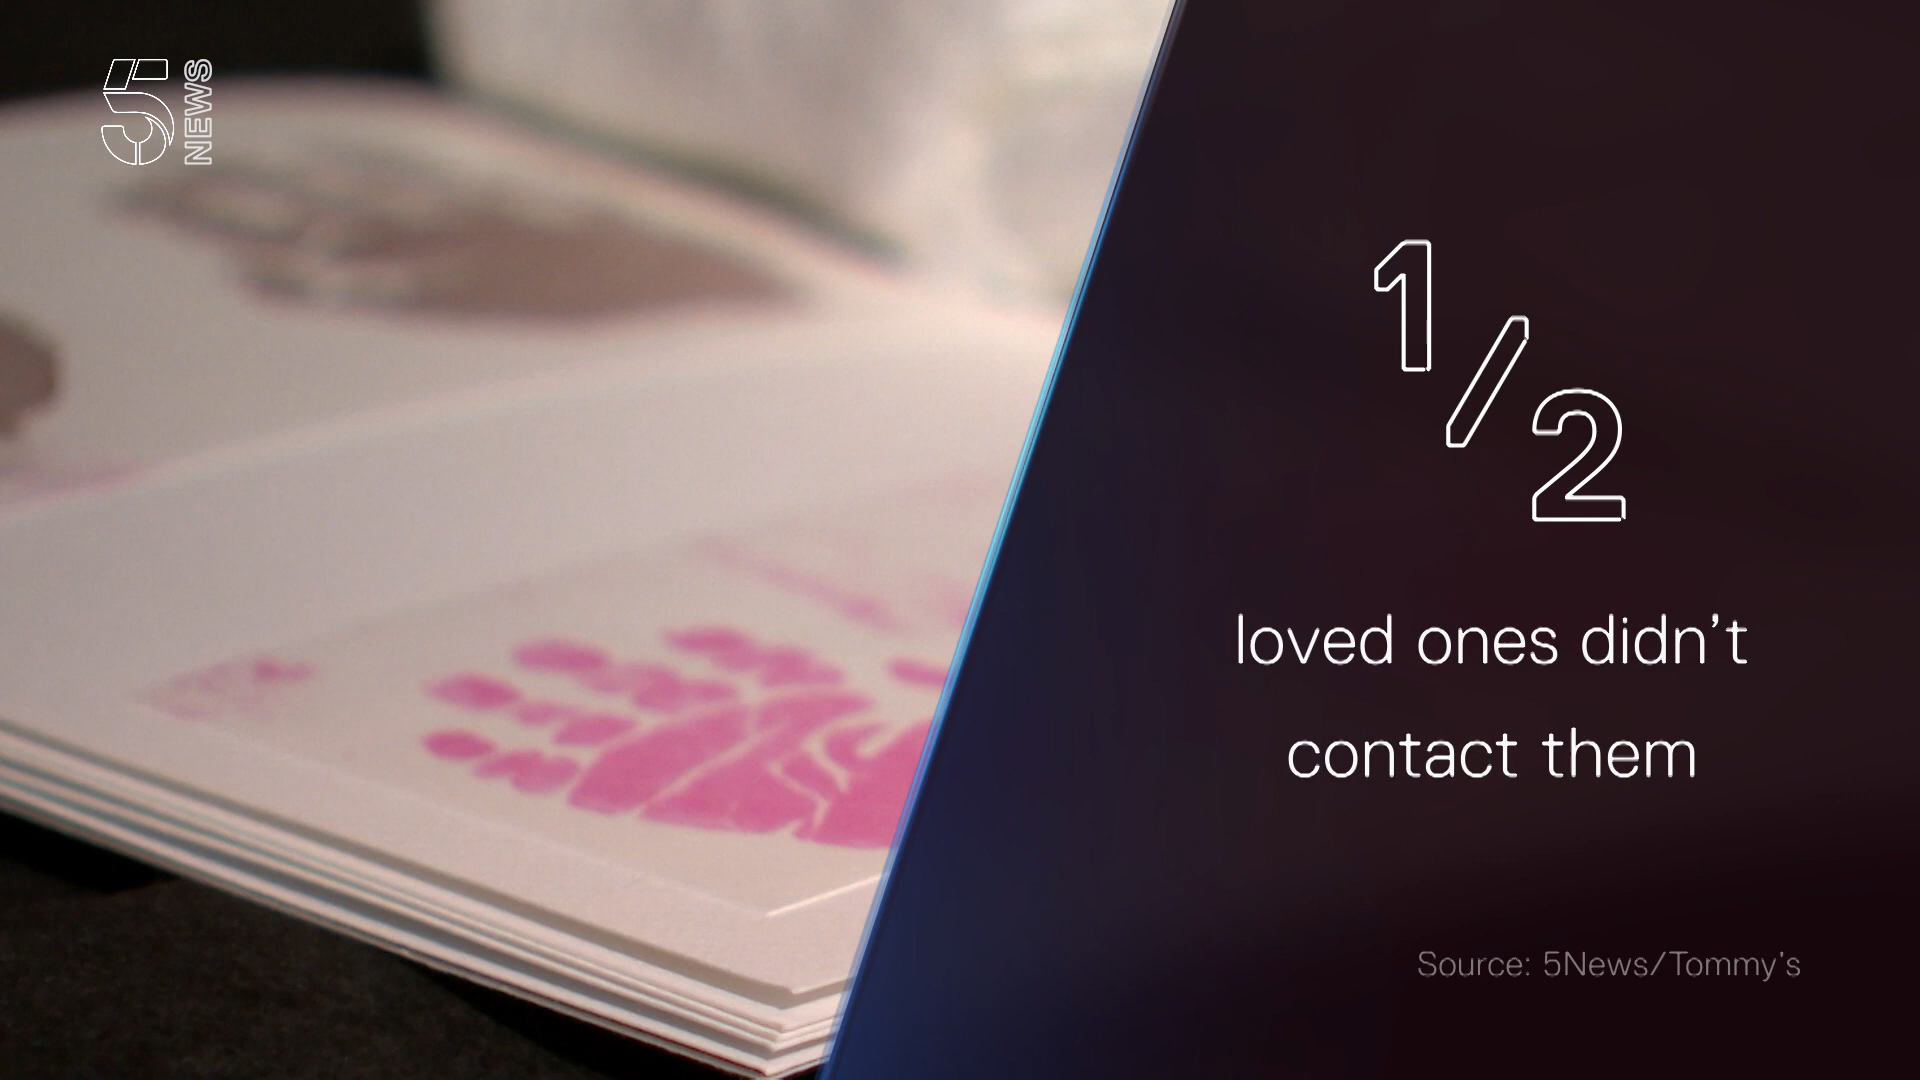 5 NEWS
1/2
loved ones didn't
contact them
Source: 5News/Tommy's